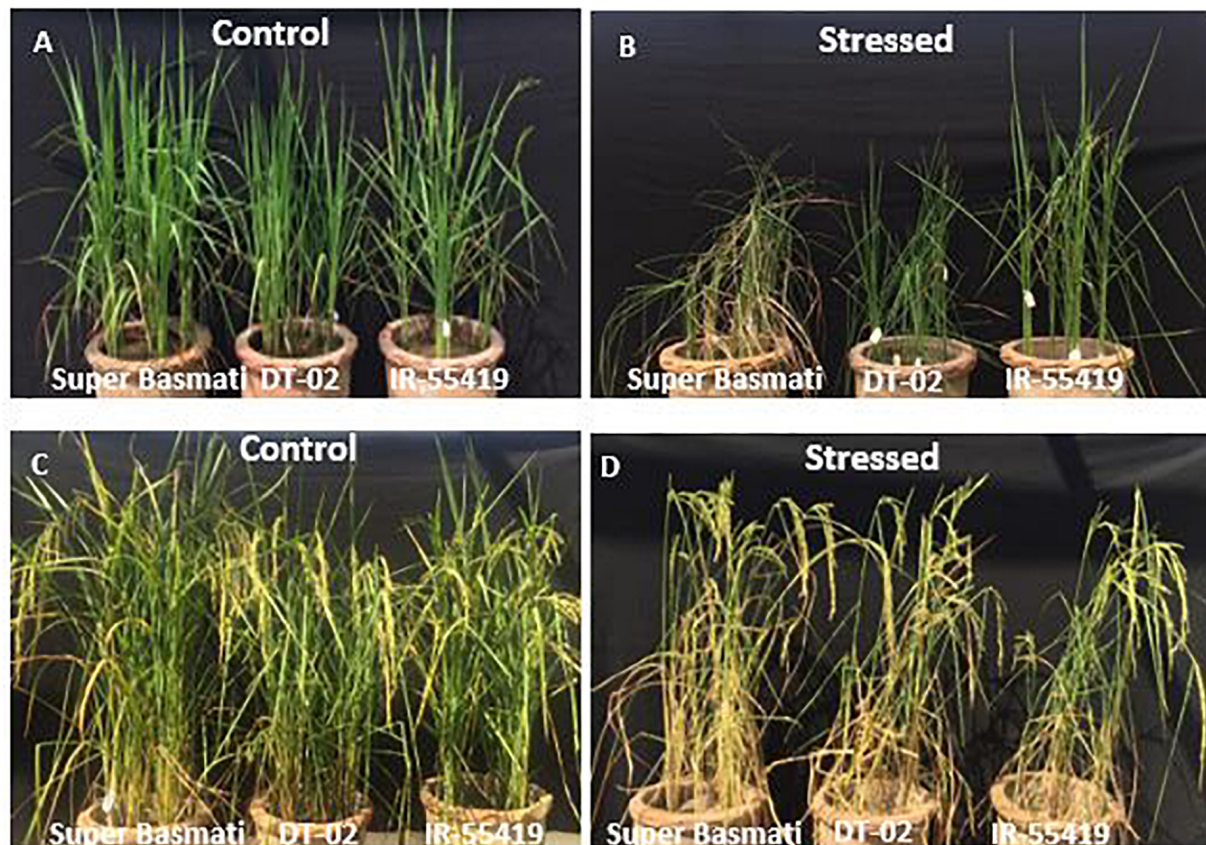 A
Control
Super Basmati DT-02 IR-55419
B
Stressed
Super Basmati DT-02 IR-55419
C
Control
Super Basmati DT-02 IR-55419
D
Stressed
Super Basmati DT-02 IR-55419